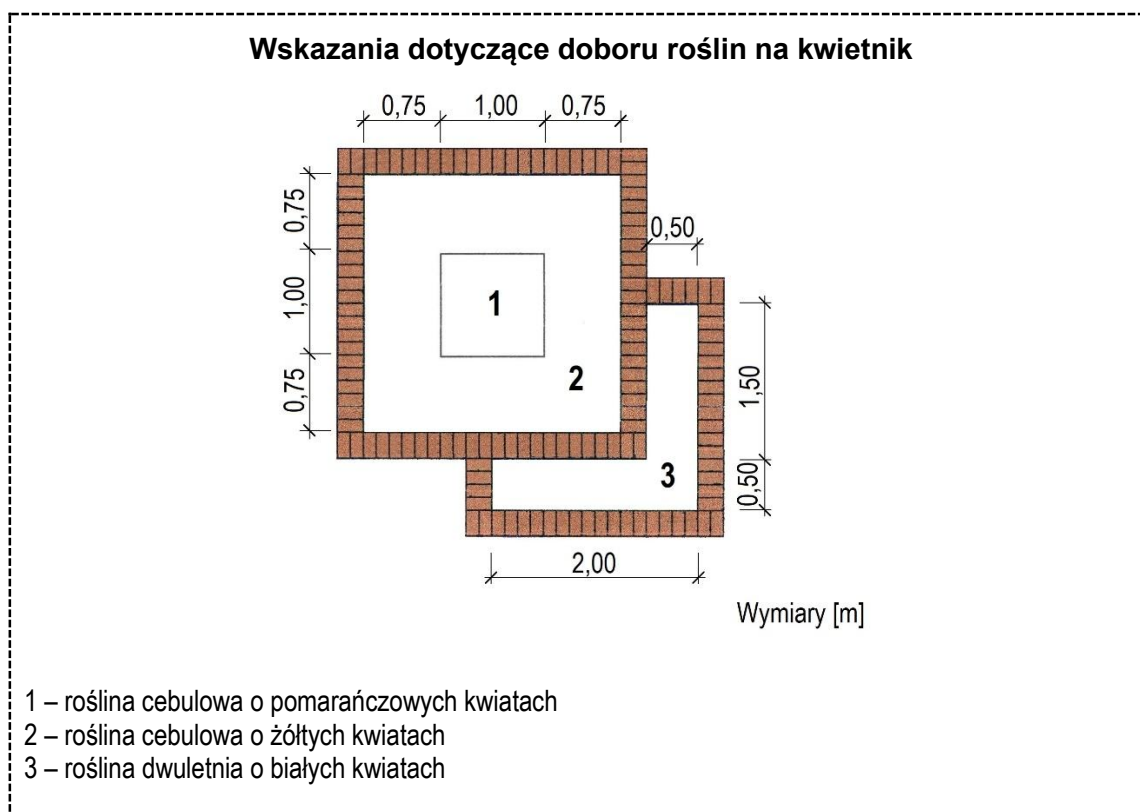 Wskazania dotyczące doboru roślin na kwietnik
0,75 1,00 0,75
0,75
1,00
0,75
0,50
1
2
1,50
3
0,50
2,00
Wymiary [m]
1 – roślina cebulowa o pomarańczowych kwiatach
2 – roślina cebulowa o żółtych kwiatach
3 – roślina dwuletnia o białych kwiatach